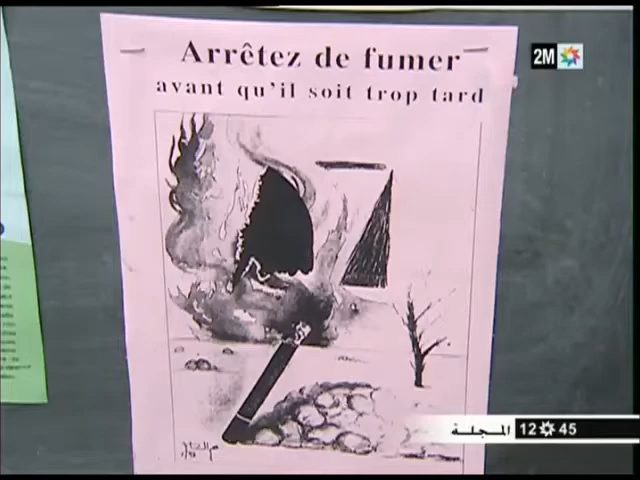 Arrêtez de fumer
avant qu'il soit trop tard
2M
المجلة 12 45